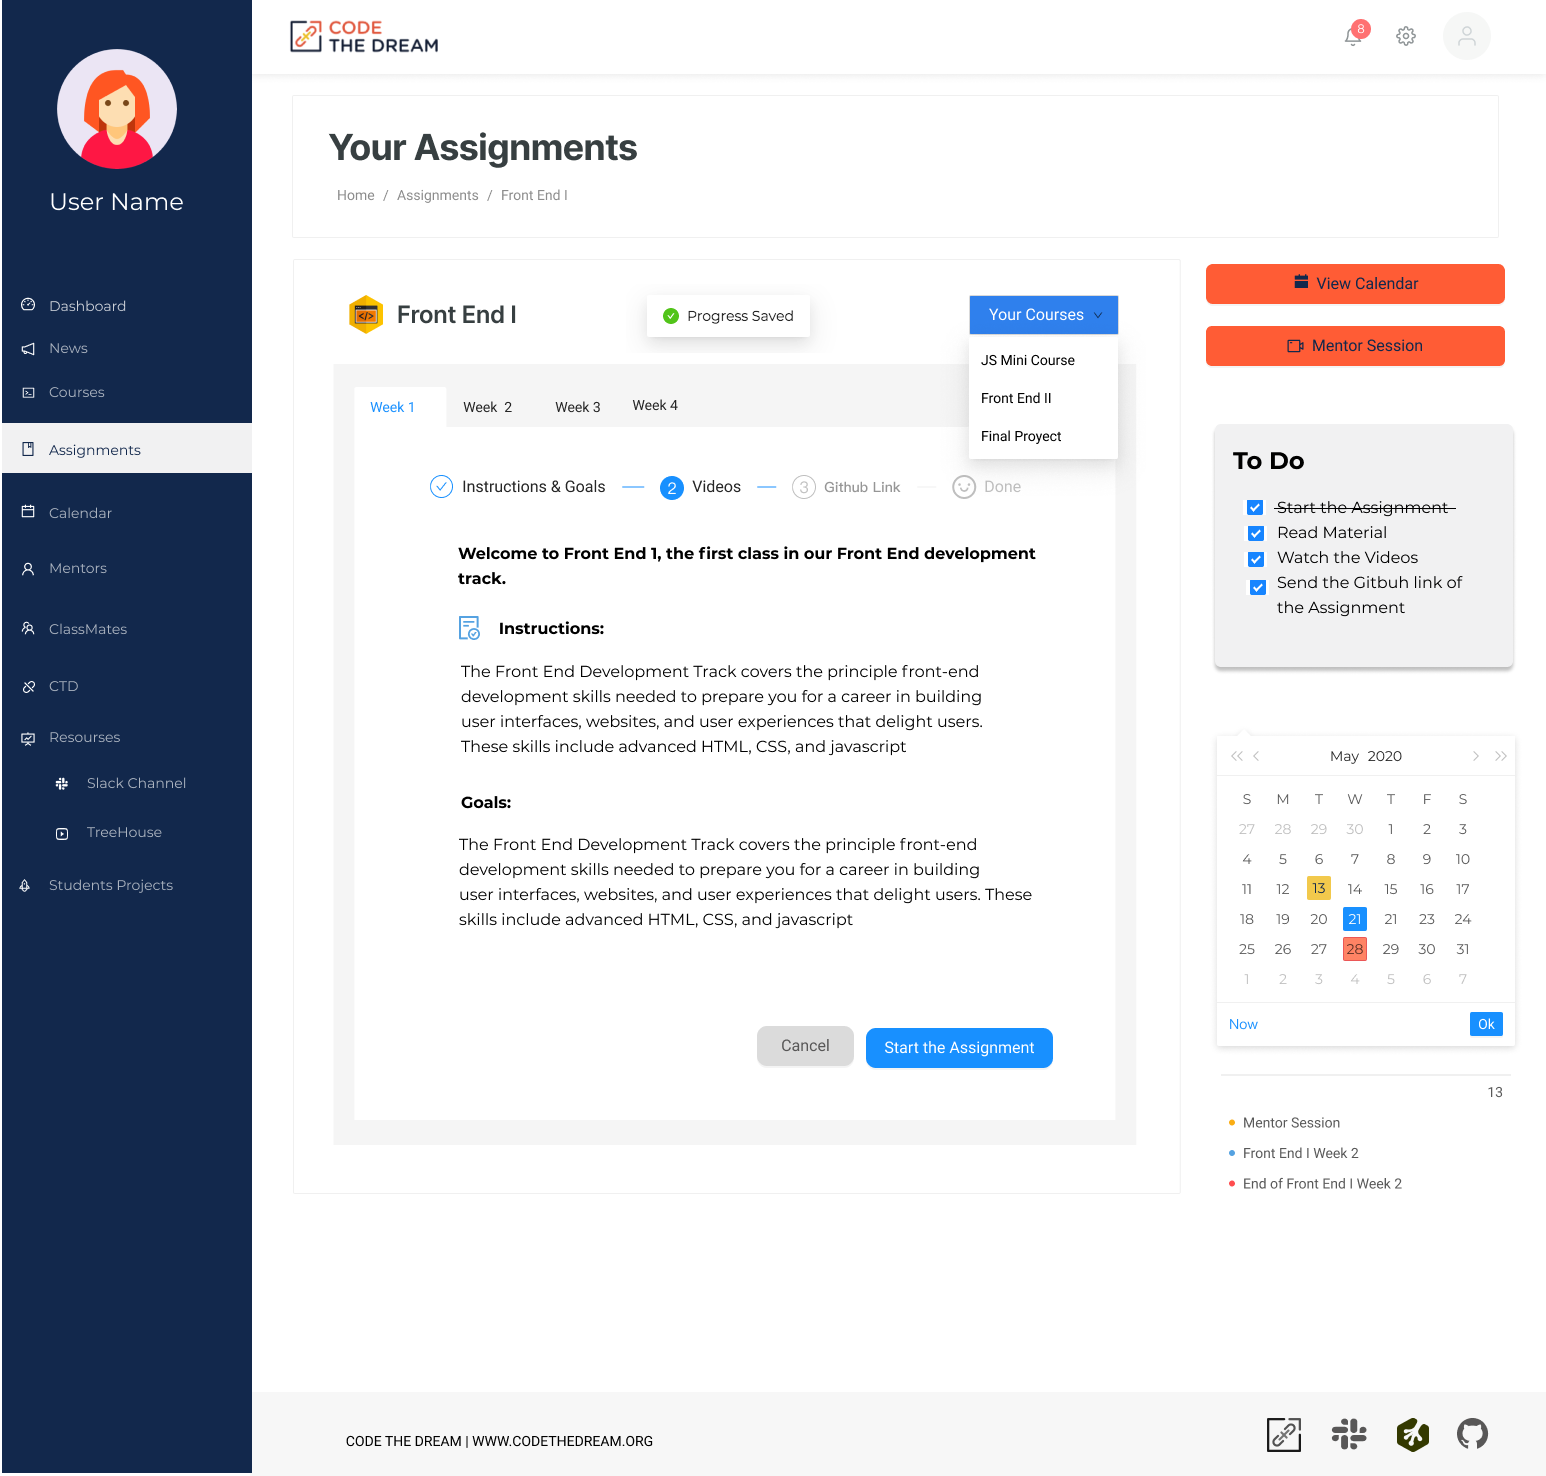 CODE
THE DREAM
8
User Name
Dashboard
News
Courses
Assignments
Calendar
Mentors
ClassMates
CTD
Resourses
Slack Channel
TreeHouse
Students Projects
Your Assignments
Home / Assignments / Front End I
Front End I
Progress Saved
Your Courses
JS Mini Course
Front End II
Final Proyect
Week 1 Week 2 Week 3 Week 4
Instructions & Goals 2 Videos 3 Github Link Done
Welcome to Front End 1, the first class in our Front End development
track.
Instructions:
The Front End Development Track covers the principle front-end
development skills needed to prepare you for a career in building
user interfaces, websites, and user experiences that delight users.
These skills include advanced HTML, CSS, and javascript
Goals:
The Front End Development Track covers the principle front-end
development skills needed to prepare you for a career in building
user interfaces, websites, and user experiences that delight users. These
skills include advanced HTML, CSS, and javascript
Cancel Start the Assignment
View Calendar
Mentor Session
To Do
Start the Assignment
Read Material
Watch the Videos
Send the Gitbuh link of
the Assignment
May 2020
S M T W T F S
27 28 29 30 1 2 3
4 5 6 7 8 9 10
11 12 13 14 15 16 17
18 19 20 21 21 23 24
25 26 27 28 29 30 31
1 2 3 4 5 6 7
Now Ok
13
Mentor Session
Front End I Week 2
End of Front End I Week 2
CODE THE DREAM | WWW.CODETHEDREAM.ORG